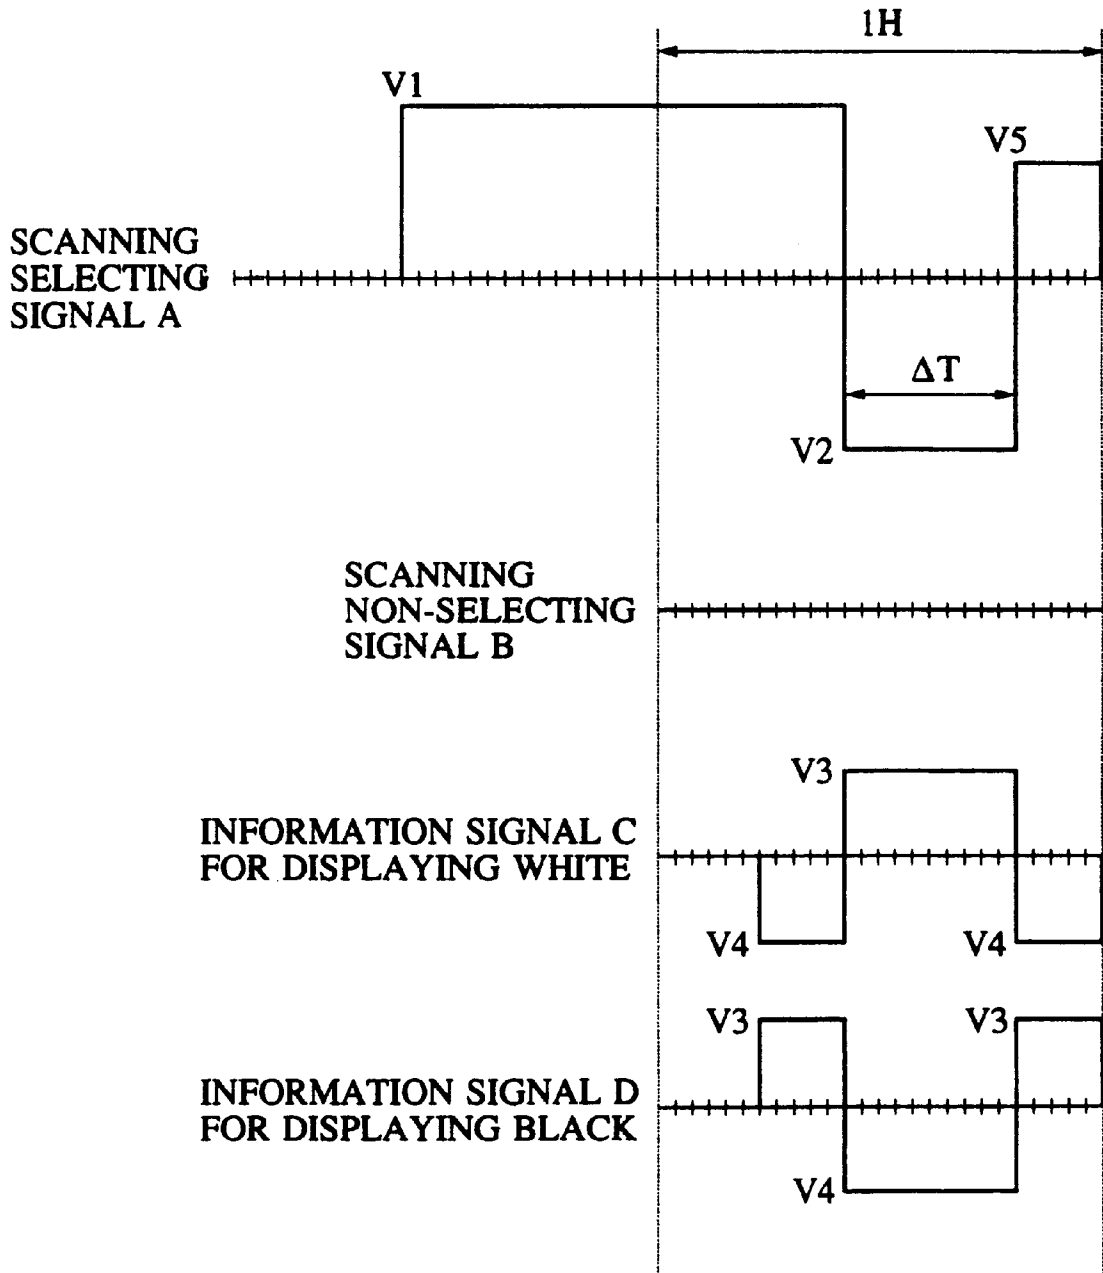 1H
V1
V5
SCANNING
SELECTING
SIGNAL A
ΔT
V2
SCANNING
NON-SELECTING
SIGNAL B
V3
INFORMATION SIGNAL C
FOR DISPLAYING WHITE
V4
V4
V3
V3
INFORMATION SIGNAL D
FOR DISPLAYING BLACK
V4